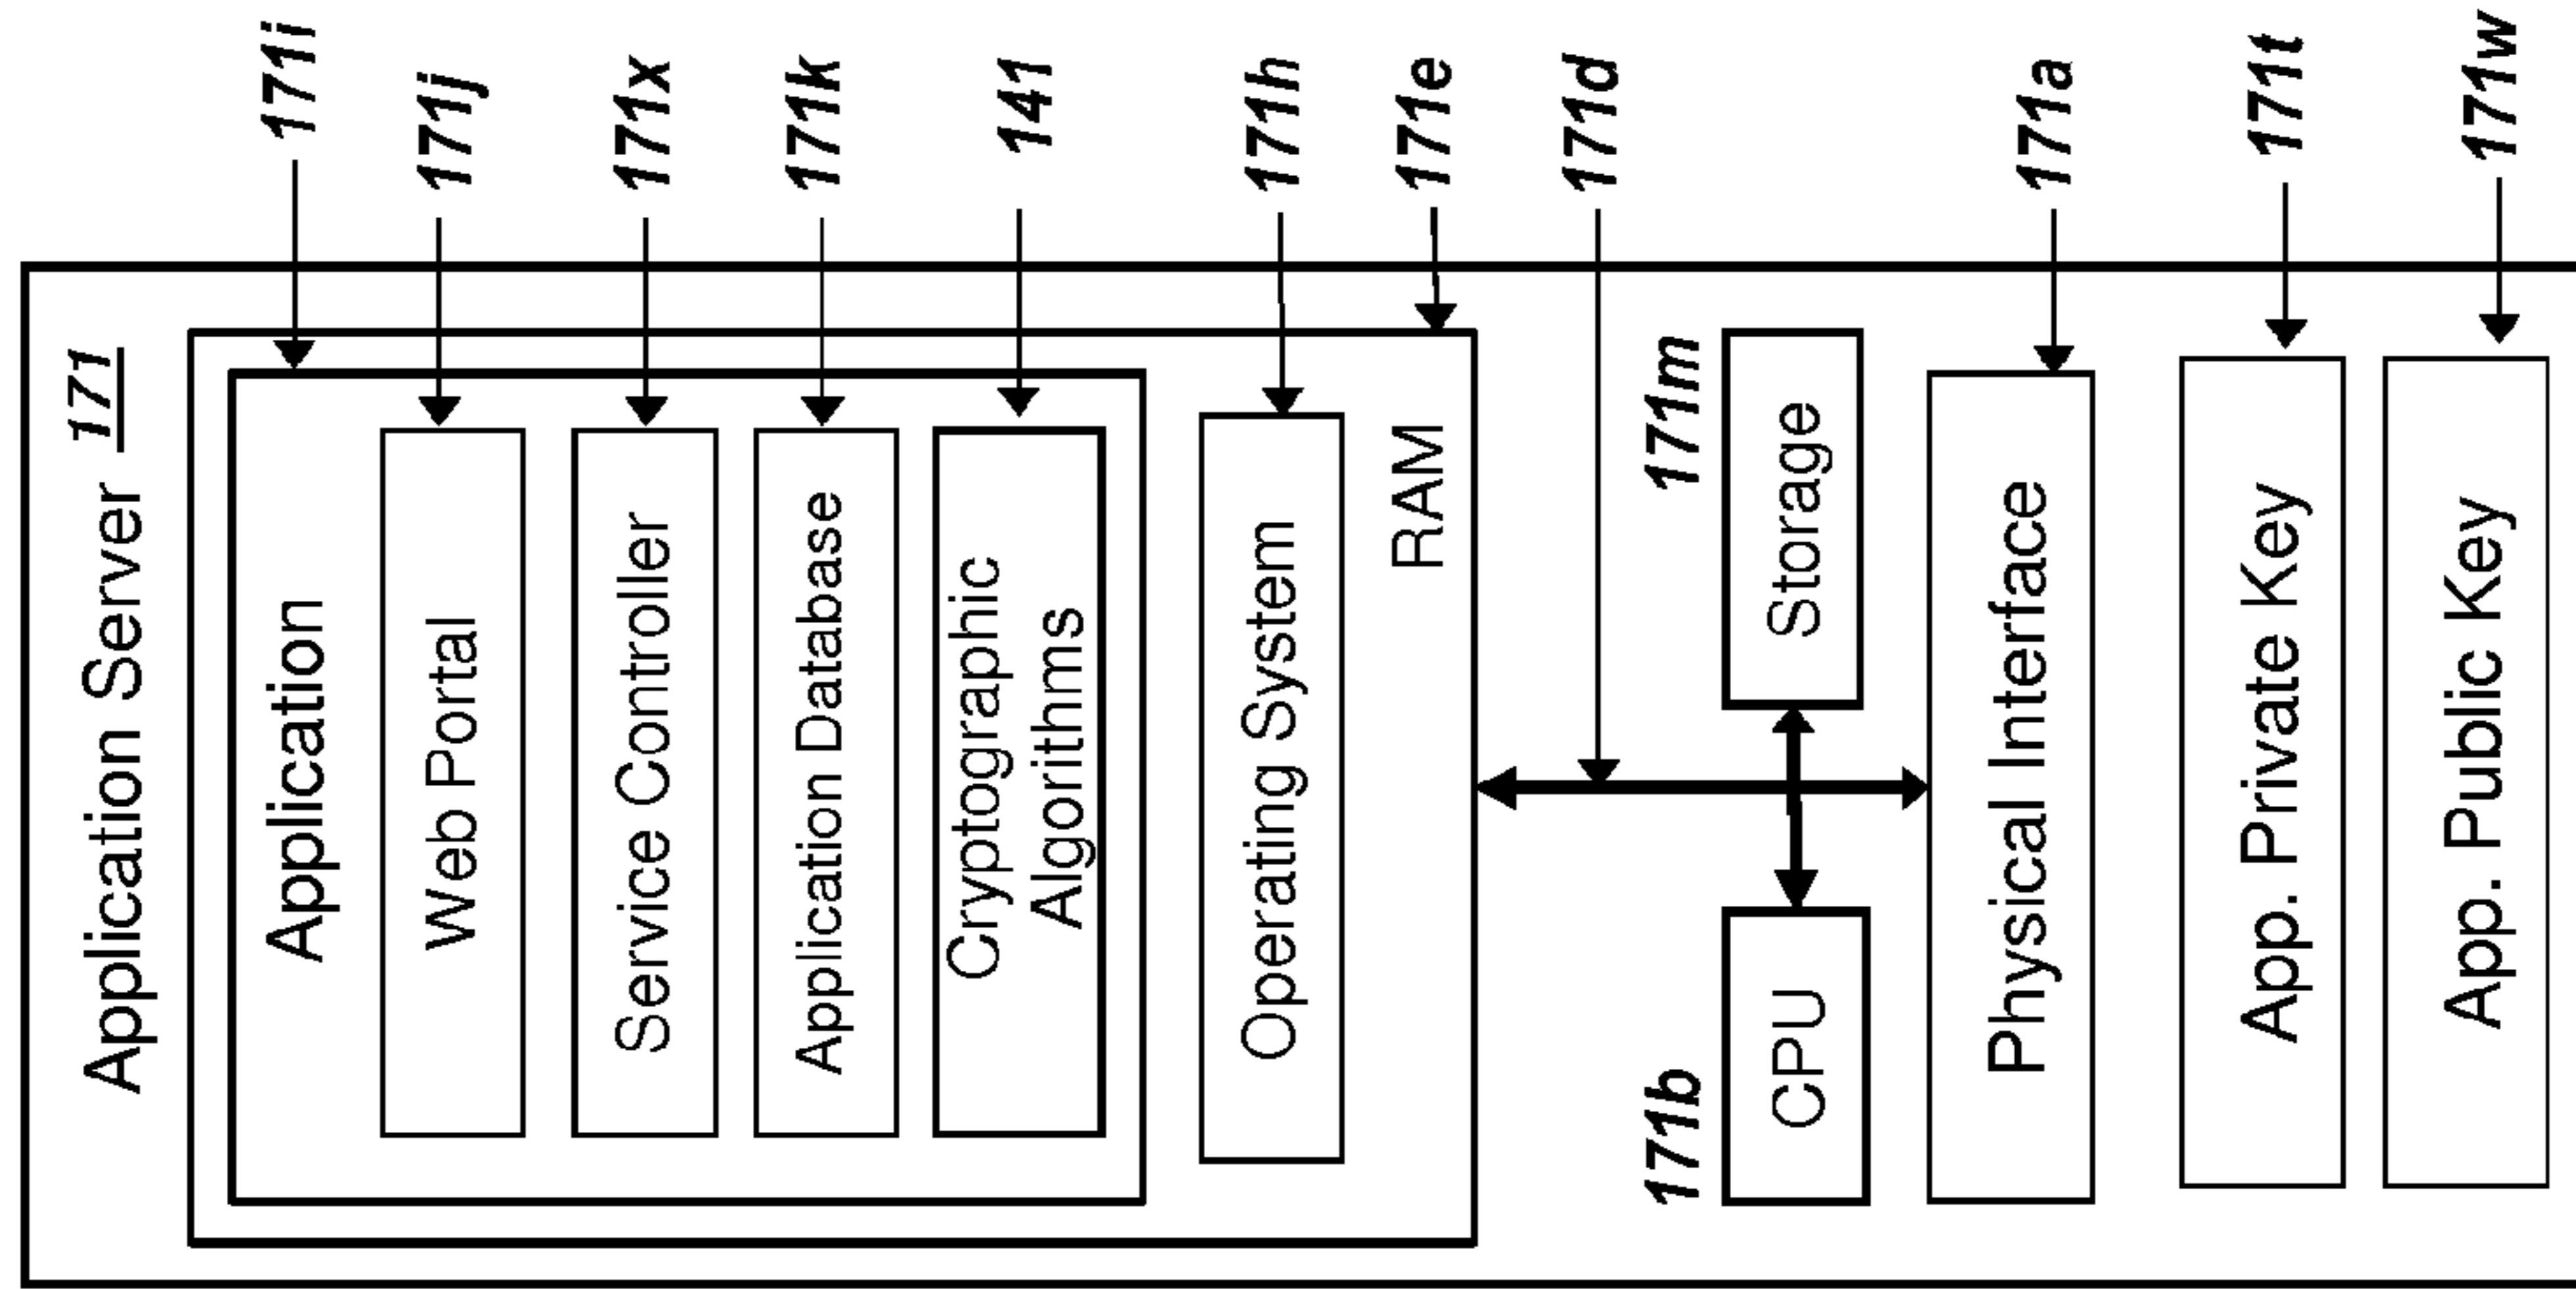 Application Server 171
Application
171i
Web Portal
171j
Service Controller
171x
Application Database
171k
Cryptographic
Algorithms
141
Operating System
171h
RAM
171e
171d
171b
CPU
171m
Storage
Physical Interface
171a
App. Private Key
171t
App. Public Key
171w